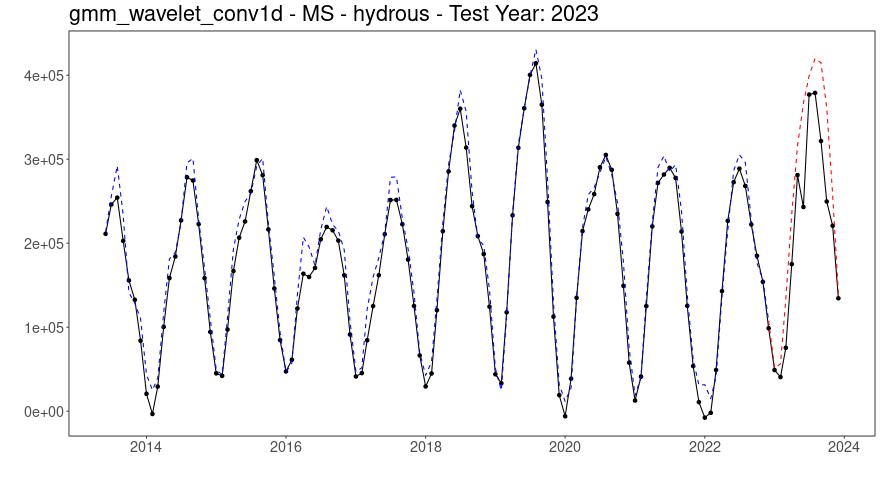 gmm_wavelet_conv1d - MS - hydrous - Test Year: 2023
4e+05
3e+05
2e+05
1e+05
0e+00
2014 2016 2018 2020 2022 2024